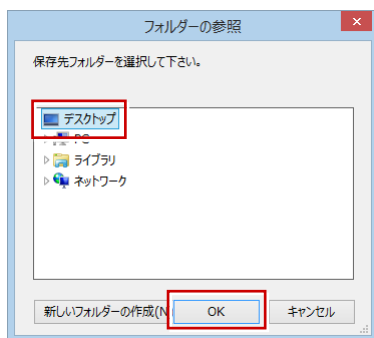 フォルダーの参照
保存先フォルダーを選択して下さい。
デスクトップ
PC
ライブラリ
ネットワーク
新しいフォルダーの作成(N
OK
キャンセル